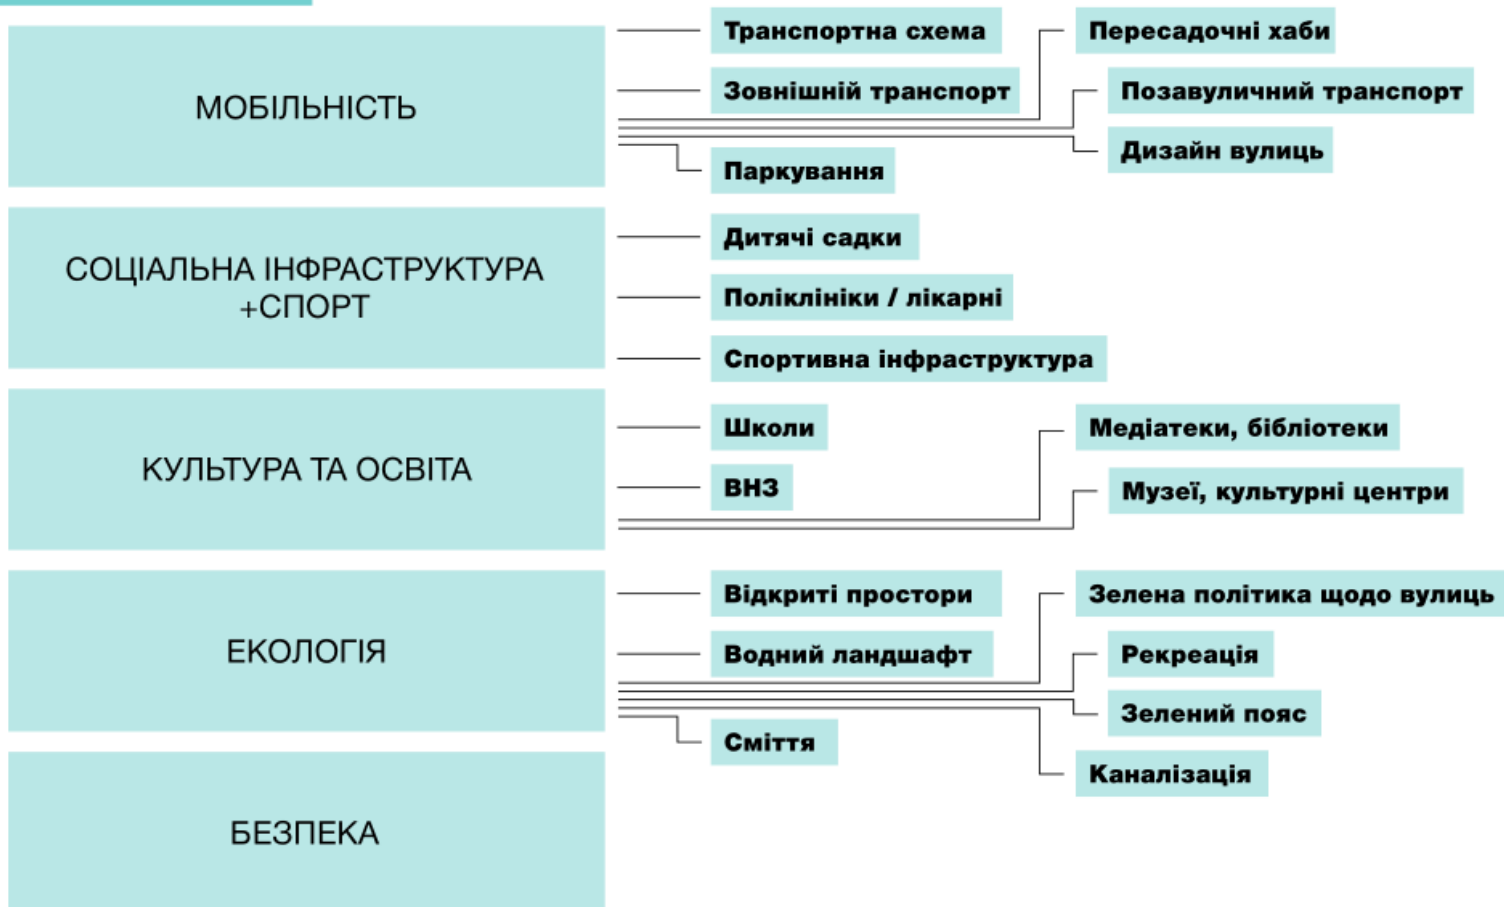 МОБІЛЬНІСТЬ
Транспортна схема
Зовнішній транспорт
Паркування
Пересадочні хаби
Позавуличний транспорт
Дизайн вулиць
СОЦІАЛЬНА ІНФРАСТРУКТУРА
+СПОРТ
Дитячі садки
Поліклініки / лікарні
Спортивна інфраструктура
КУЛЬТУРА ТА ОСВІТА
Школи
ВНЗ
Медіатеки, бібліотеки
Музеї, культурні центри
ЕКОЛОГІЯ
Відкриті простори
Водний ландшафт
Сміття
Зелена політика щодо вулиць
Рекреація
Зелений пояс
Каналізація
БЕЗПЕКА